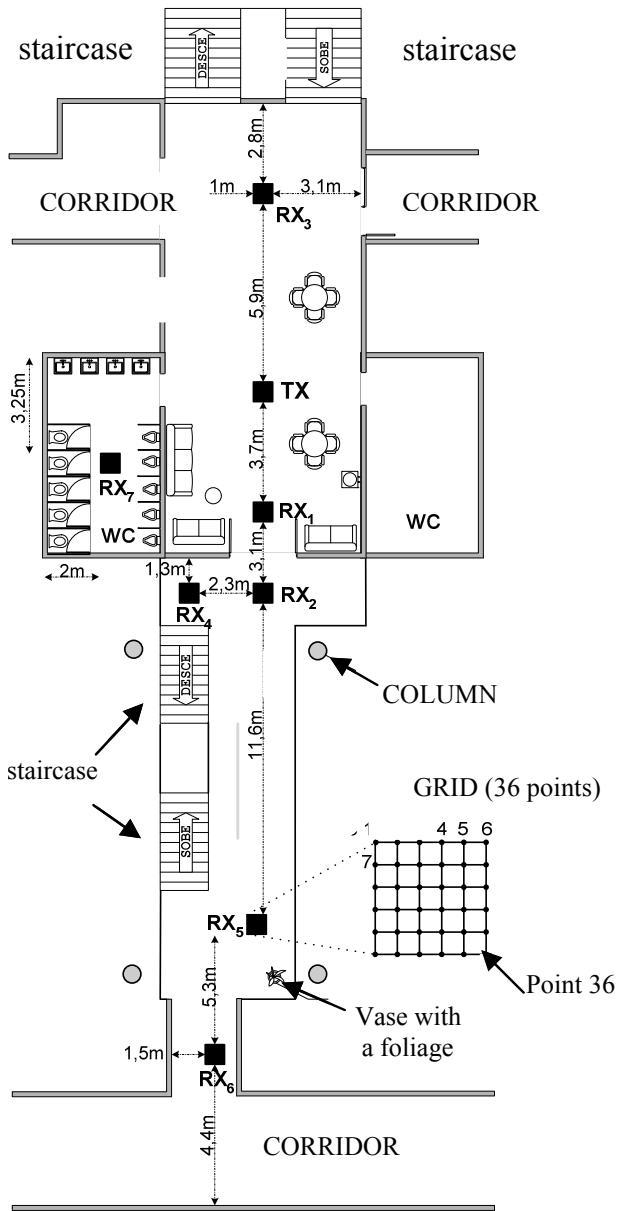 staircase
staircase
DESCE
SOBE
2,8m
1m
3,1m
CORRIDOR
CORRIDOR
RX3
5,9m
TX
3,25m
3,7m
RX7
RX1
WC
WC
3,1m
1,3m
2m
2,3m
RX2
RX4
DESCE
COLUMN
11,6m
staircase
GRID (36 points)
1 4 5 6
7
SOBE
RX5
Point 36
5,3m
Vase with
a foliage
1,5m
RX6
4,4m
CORRIDOR